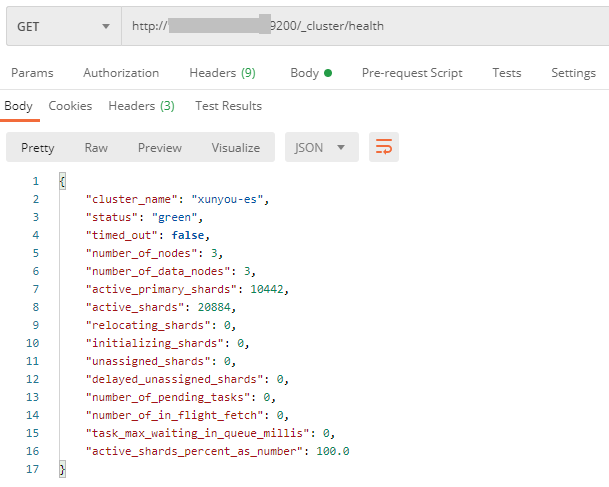 GET http:// 9200/_cluster/health
Params Authorization Headers (9) Body Pre-request Script Tests Settings
Body Cookies Headers (3) Test Results
Pretty Raw Preview Visualize JSON
1 {
2 "cluster_name": "xunyou-es",
3 "status": "green",
4 "timed_out": false,
5 "number_of_nodes": 3,
6 "number_of_data_nodes": 3,
7 "active_primary_shards": 10442,
8 "active_shards": 20884,
9 "relocating_shards": 0,
10 "initializing_shards": 0,
11 "unassigned_shards": 0,
12 "delayed_unassigned_shards": 0,
13 "number_of_pending_tasks": 0,
14 "number_of_in_flight_fetch": 0,
15 "task_max_waiting_in_queue_millis": 0,
16 "active_shards_percent_as_number": 100.0
17 }